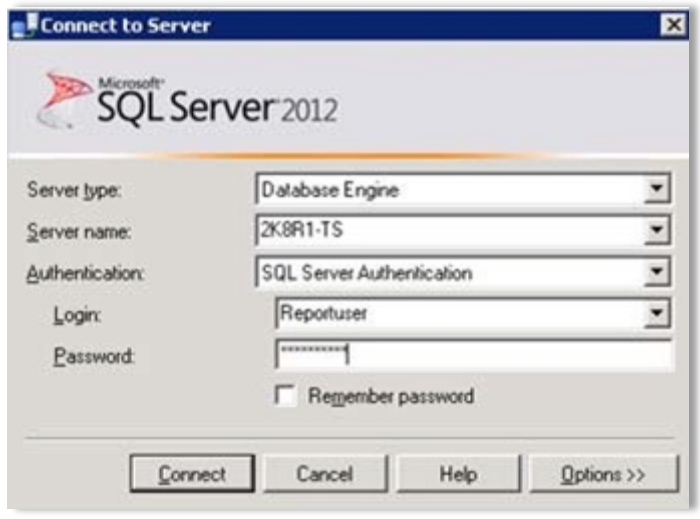 Connect to Server
Microsoft®
SQL Server® 2012
Server type: Database Engine
Server name: 2K8R1-TS
Authentication: SQL Server Authentication
Login: Reportuser
Password: **********
Remember password
Connect Cancel Help Options >>